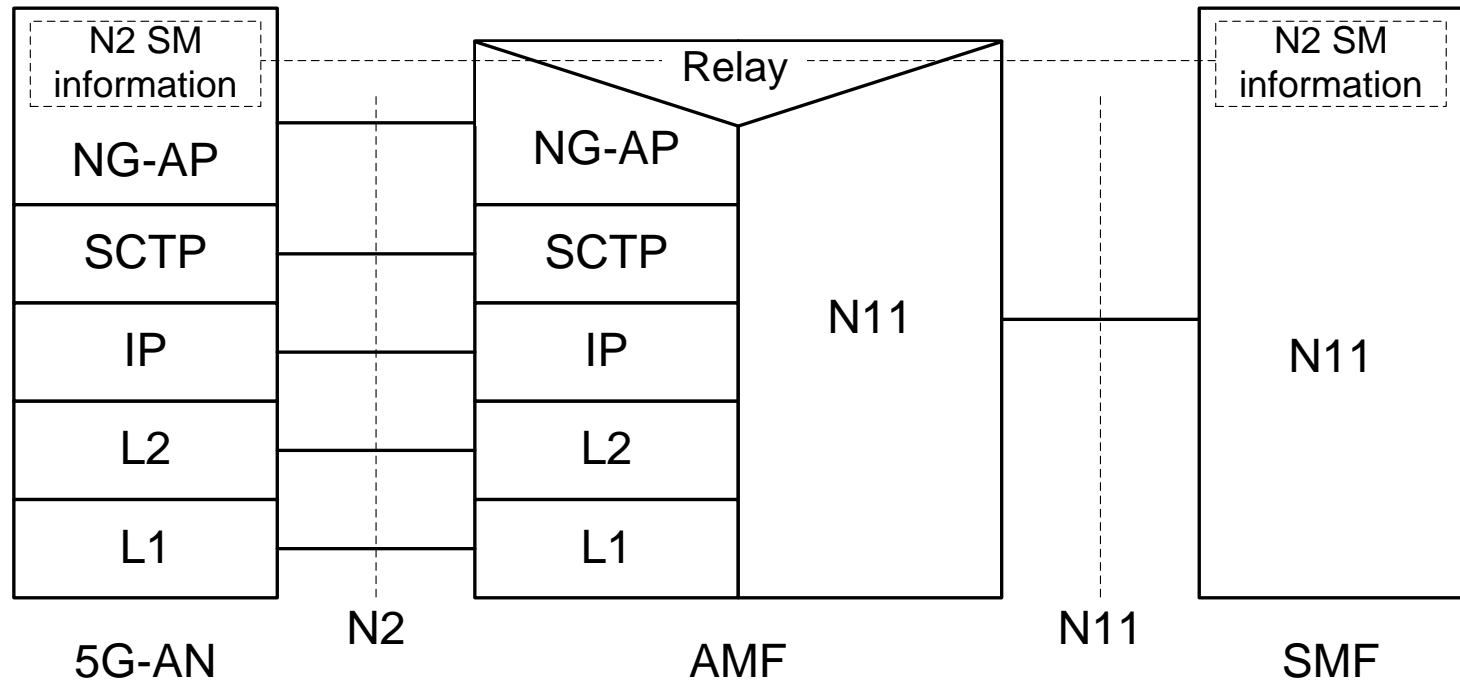 N2 SM
information
NG-AP
SCTP
IP
L2
L1
5G-AN
N2
Relay
NG-AP
SCTP
IP
L2
L1
N11
AMF
N11
N2 SM
information
N11
SMF